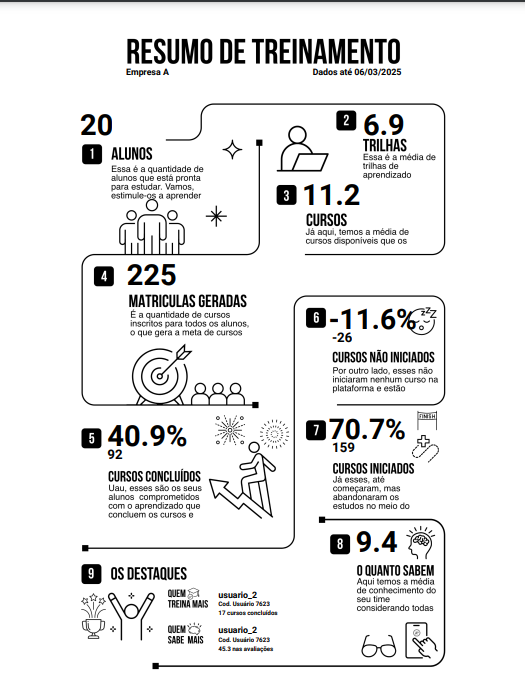 RESUMO DE TREINAMENTO
Empresa A
Dados até 06/03/2025
20
1
ALUNOS
Essa é a quantidade de
alunos que está pronta
para estudar. Vamos,
estimule-os a aprender
2
6.9
TRILHAS
Essa é a média de
trilhas de
aprendizado
3
11.2
CURSOS
Já aqui, temos a média de
cursos disponíveis que os
4
225
MATRICULAS GERADAS
É a quantidade de cursos
inscritos para todos os alunos,
o que gera a meta de cursos
5
40.9%
92
CURSOS CONCLUÍDOS
Uau, esses são os seus
alunos comprometidos
com o aprendizado que
concluem os cursos e
6
-11.6%
-26
zzZ
CURSOS NÃO INICIADOS
Por outro lado, esses não
iniciaram nenhum curso na
plataforma e estão
7
70.7%
159
FINISH
CURSOS INICIADOS
Já esses, até
começaram, mas
abandonaram os
estudos no meio do
8
9.4
O QUANTO SABEM
Aqui temos a média
de conhecimento do
seu time
considerando todas
9
OS DESTAQUES
QUEM
TREINA MAIS
usuario_2
Cod. Usuário 7623
17 cursos concluídos
QUEM
SABE MAIS
usuario_2
Cod. Usuário 7623
45.3 nas avaliações